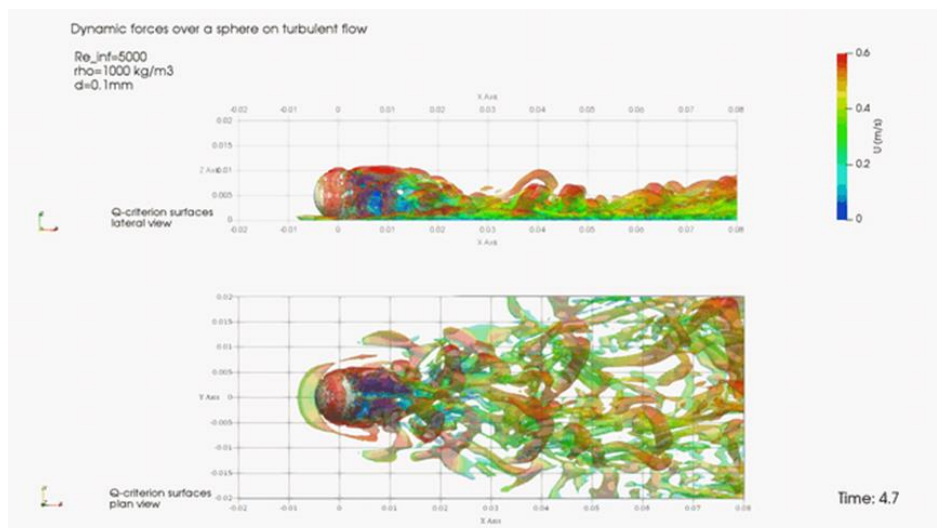 Dynamic forces over a sphere on turbulent flow
Re_inf=5000
rho=1000 kg/m3
d=0.1mm
X Axis
-0.02 -0.01 0 0.01 0.02 0.03 0.04 0.05 0.06 0.07 0.08
0.02
0.015
Z Axis 0.01
0.005
0
-0.02 -0.01 0 0.01 0.02 0.03 0.04 0.05 0.06 0.07 0.08
X Axis
Q-criterion surfaces
lateral view
0.6
0.4
0.2
0
U (m/s)
0.02
0.015
0.01
0.005
Y Axis 0
-0.005
-0.01
-0.015
-0.02
-0.02 -0.01 0 0.01 0.02 0.03 0.04 0.05 0.06 0.07 0.08
X Axis
Q-criterion surfaces
plan view
Time: 4.7